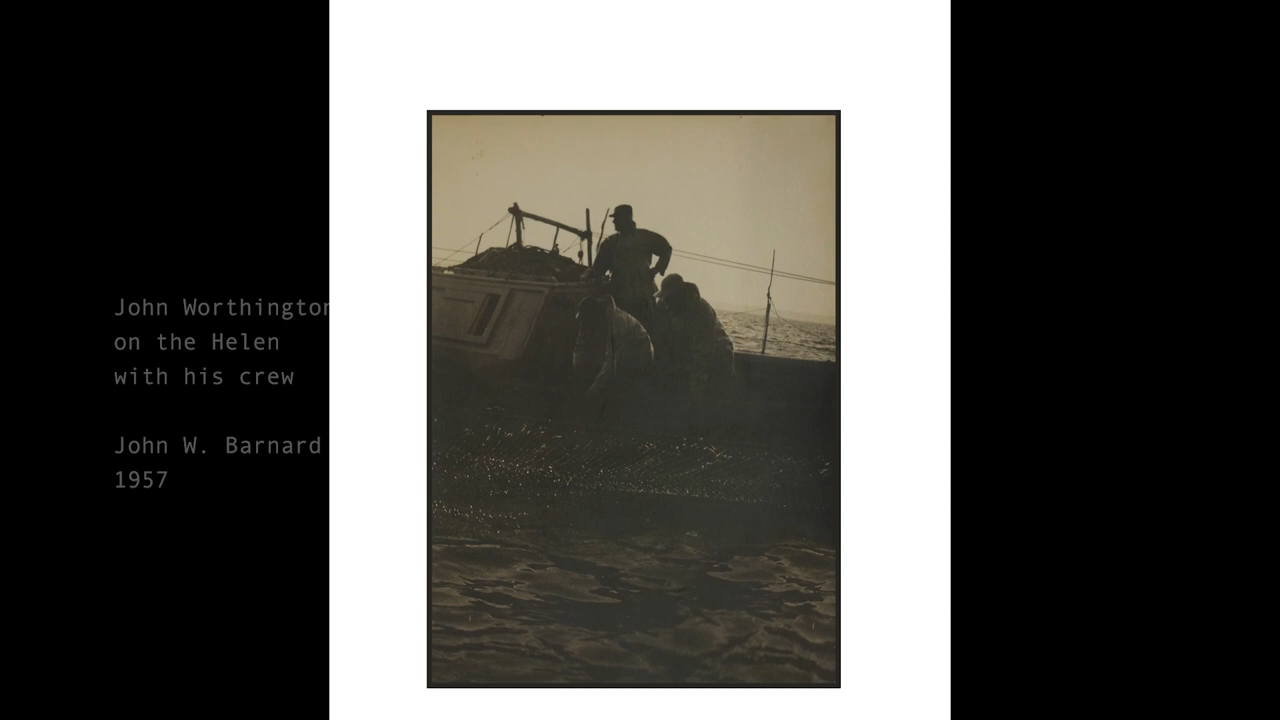 John Worthington
on the Helen
with his crew
John W. Barnard
1957